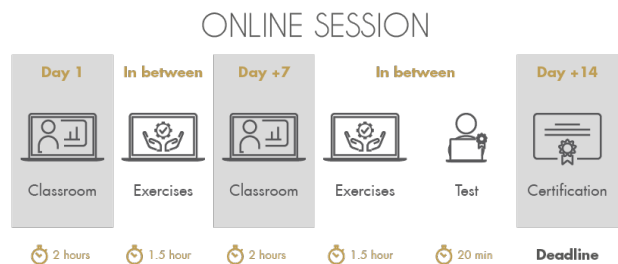 ONLINE SESSION
Day 1 In between Day +7 In between Day +14
Classroom Exercises Classroom Exercises Test Certification
2 hours 1.5 hour 2 hours 1.5 hour 20 min Deadline